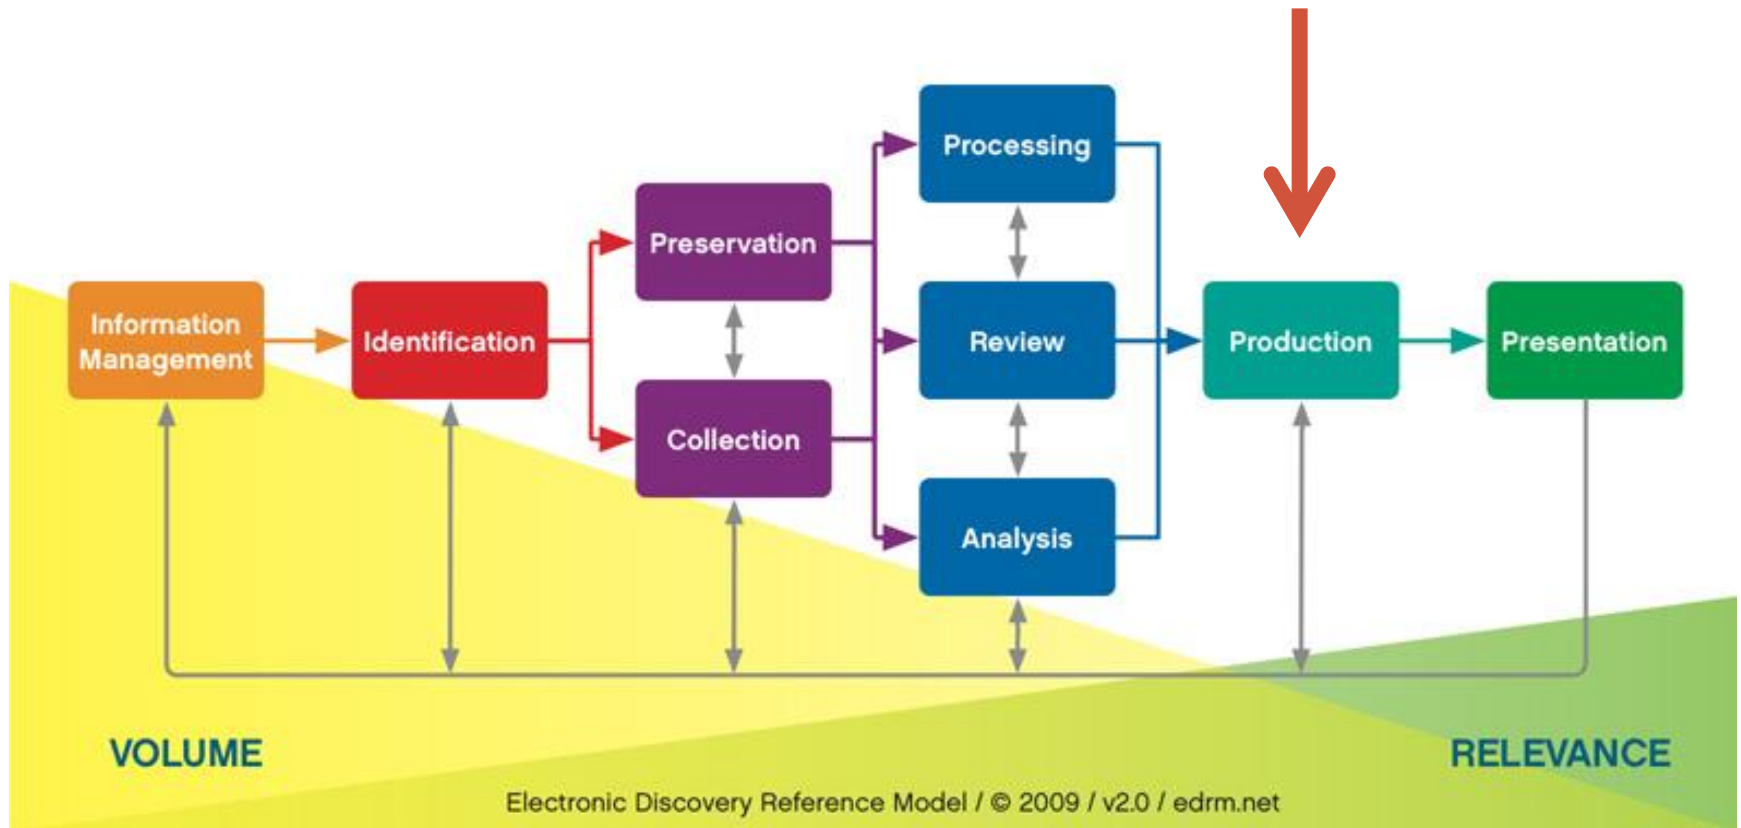 Processing
Preservation
Information
Management
Identification
Review
Production
Presentation
Collection
Analysis
VOLUME
RELEVANCE
Electronic Discovery Reference Model / © 2009 / v2.0 / edrm.net